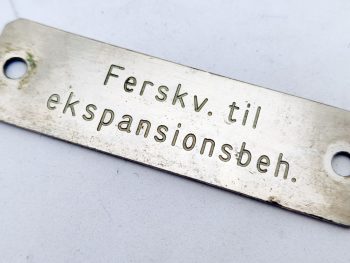 Ferskv. til
ekspansionsbeh.